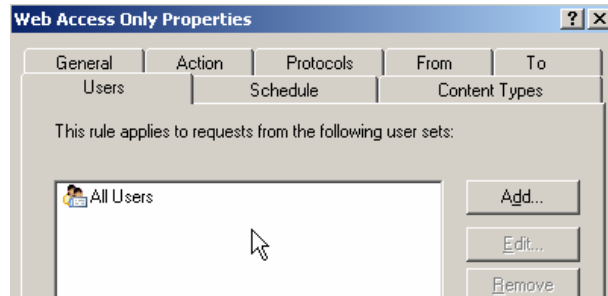 Web Access Only Properties ? X
General Action Protocols From To
Users Schedule Content Types
This rule applies to requests from the following user sets:
All Users
Add...
Edit...
Remove